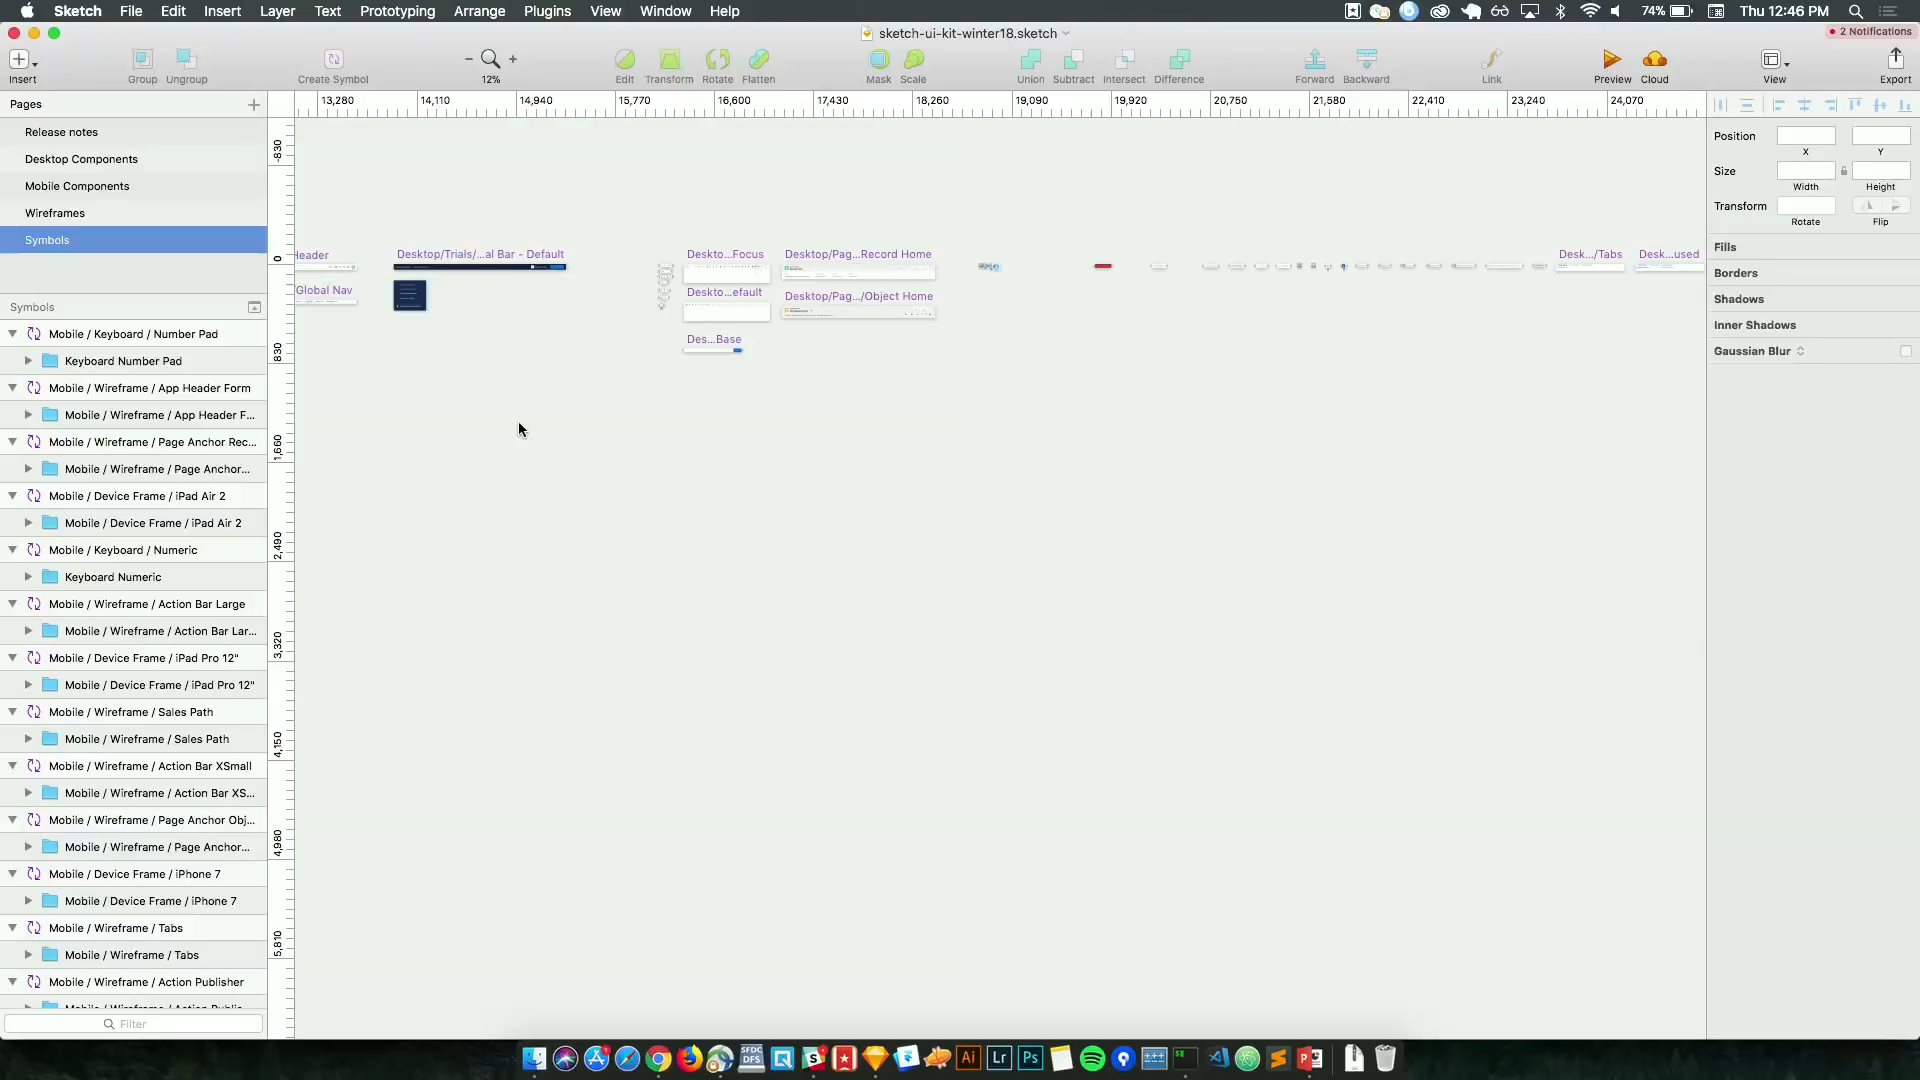 Sketch File Edit Insert Layer Text Prototyping Arrange Plugins View Window Help 74% Thu 12:46 PM
sketch-ui-kit-winter18.sketch
2 Notifications
Insert Group Ungroup Create Symbol 12% Edit Transform Rotate Flatten Mask Scale Union Subtract Intersect Difference Forward Backward Link Preview Cloud View Export
Pages
13,280 14,110 14,940 15,770 16,600 17,430 18,260 19,090 19,920 20,750 21,580 22,410 23,240 24,070
Release notes
Desktop Components
Mobile Components
Wireframes
Symbols
Symbols
Mobile / Keyboard / Number Pad
Keyboard Number Pad
Mobile / Wireframe / App Header Form
Mobile / Wireframe / App Header F...
Mobile / Wireframe / Page Anchor Rec...
Mobile / Wireframe / Page Anchor...
Mobile / Device Frame / iPad Air 2
Mobile / Device Frame / iPad Air 2
Mobile / Keyboard / Numeric
Keyboard Numeric
Mobile / Wireframe / Action Bar Large
Mobile / Wireframe / Action Bar Lar...
Mobile / Device Frame / iPad Pro 12"
Mobile / Device Frame / iPad Pro 12"
Mobile / Wireframe / Sales Path
Mobile / Wireframe / Sales Path
Mobile / Wireframe / Action Bar XSmall
Mobile / Wireframe / Action Bar XS...
Mobile / Wireframe / Page Anchor Obj...
Mobile / Wireframe / Page Anchor...
Mobile / Device Frame / iPhone 7
Mobile / Device Frame / iPhone 7
Mobile / Wireframe / Tabs
Mobile / Wireframe / Tabs
Mobile / Wireframe / Action Publisher
Filter
-830
0
830
1,660
2,490
3,320
4,150
4,980
5,810
Header
Desktop/Trials/...al Bar - Default
Deskto...Focus
Desktop/Pag...Record Home
Desk.../Tabs
Desk...used
Global Nav
Deskto...efault
Desktop/Pag.../Object Home
Des...Base
Position
X Y
Size
Width Height
Transform
Rotate Flip
Fills
Borders
Shadows
Inner Shadows
Gaussian Blur
SFDC
DFS
Ai Lr Ps